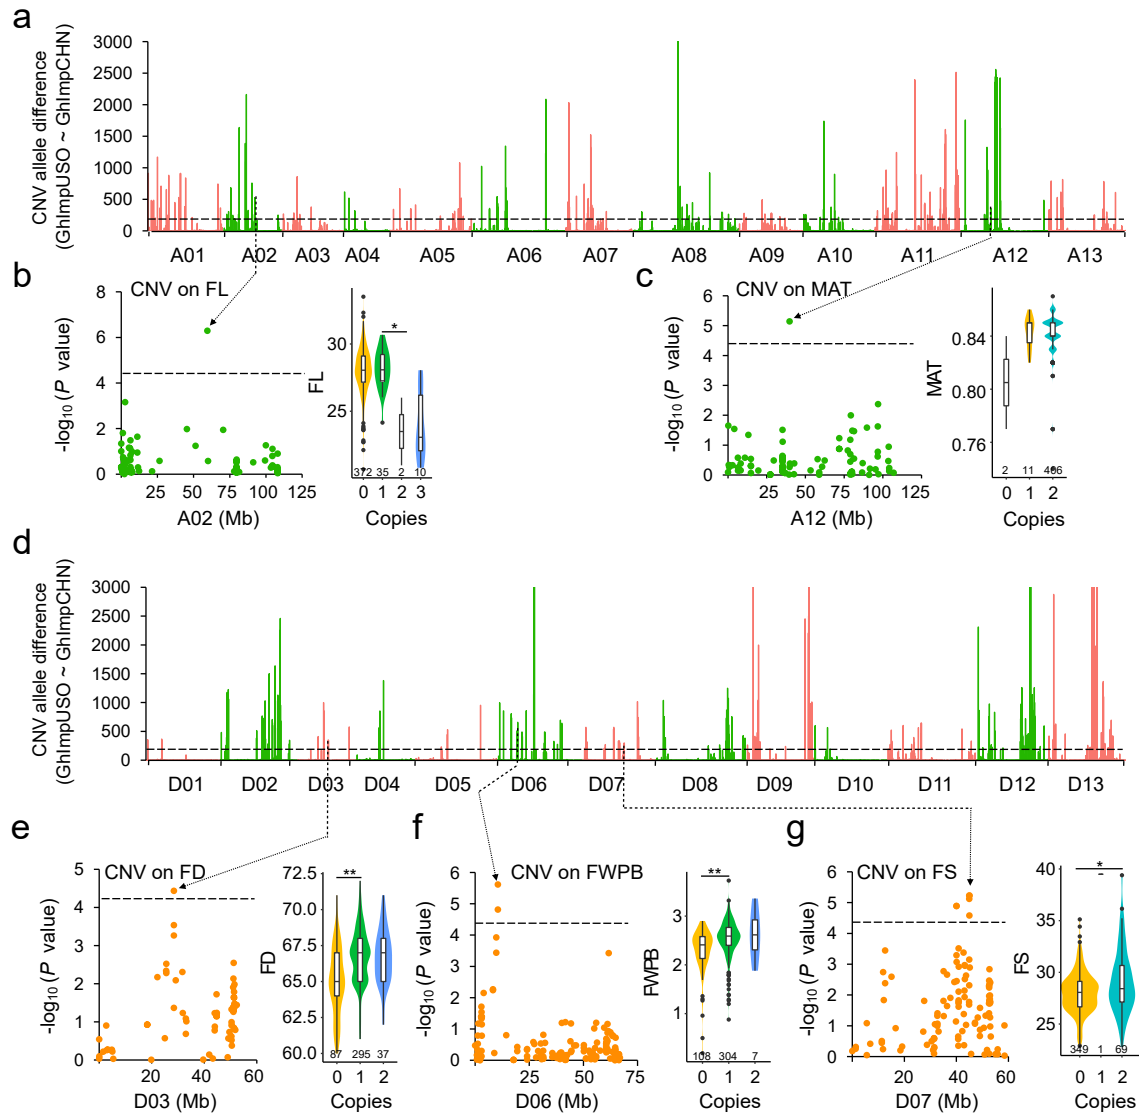 a
CNV allele difference
(GhImpUSO ~ GhImpCHN)
3000
2500
2000
1500
1000
500
0
A01 A02 A03 A04 A05 A06 A07 A08 A09 A10 A11 A12 A13
b
CNV on FL
-log10 (P value)
8
6
4
2
0
0 25 50 75 100 125
A02 (Mb)
FL
30
25
*
372 35 2 10
0 1 2 3
Copies
c
CNV on MAT
-log10 (P value)
6
5
4
3
2
1
0
25 50 75 100 125
A12 (Mb)
MAT
0.84
0.80
0.76
2 11 406
0 1 2
Copies
d
CNV allele difference
(GhImpUSO ~ GhImpCHN)
3000
2500
2000
1500
1000
500
0
D01 D02 D03 D04 D05 D06 D07 D08 D09 D10 D11 D12 D13
e
CNV on FD
-log10 (P value)
5
4
3
2
1
0
20 40 60
D03 (Mb)
FD
72.5
70.0
67.5
65.0
62.5
60.0
**
87 295 37
0 1 2
Copies
f
CNV on FWPB
-log10 (P value)
6
5
4
3
2
1
0
0 25 50 75
D06 (Mb)
FWPB
3
2
1
**
108 304 7
0 1 2
Copies
g
CNV on FS
-log10 (P value)
6
5
4
3
2
1
0
0 20 40 60
D07 (Mb)
FS
40
35
30
25
*
349 1 69
0 1 2
Copies